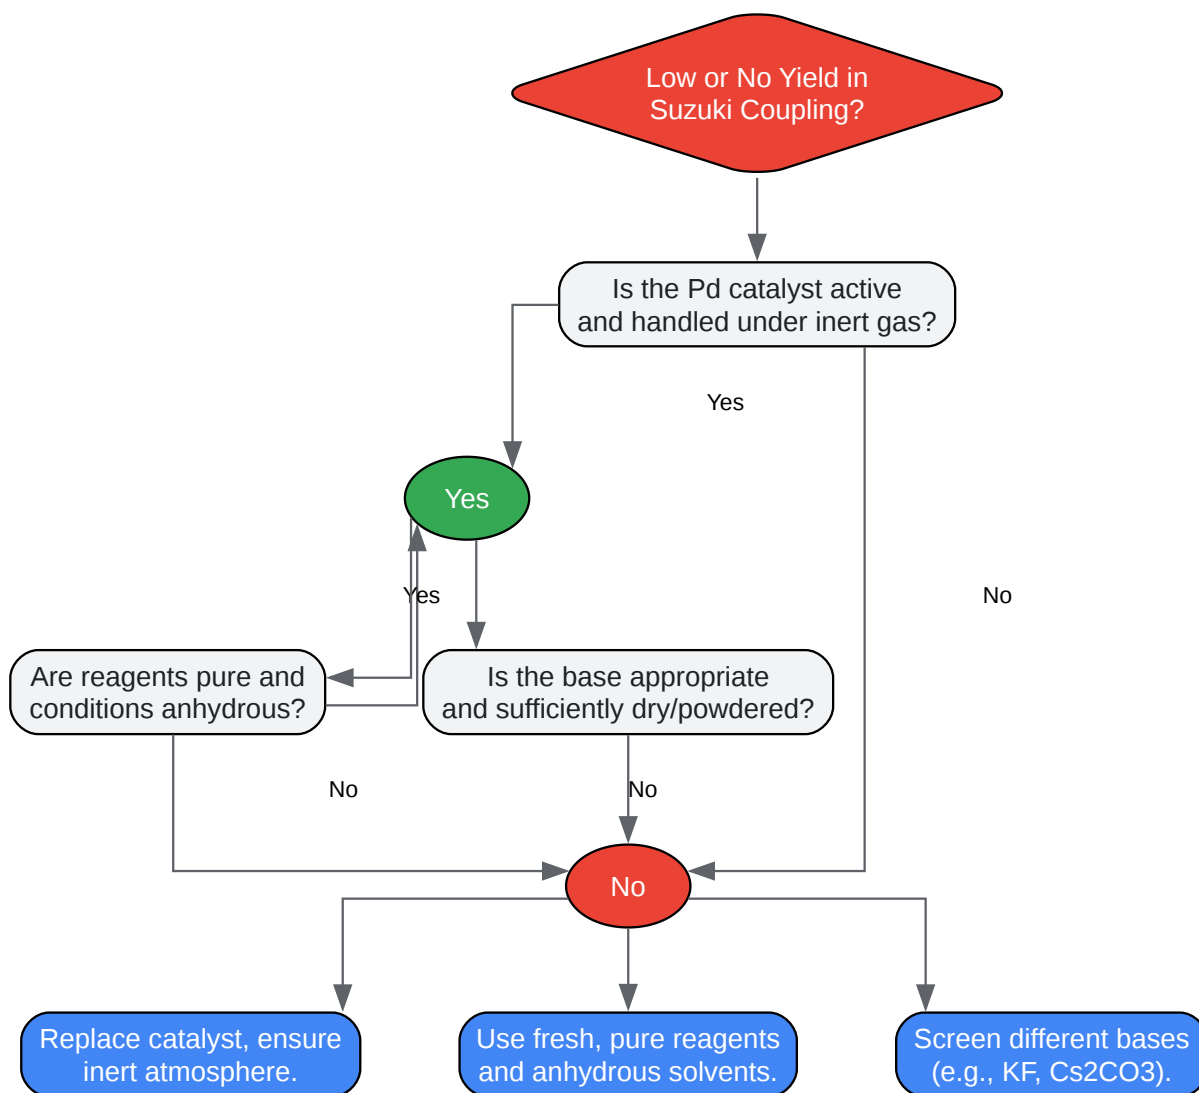 Low or No Yield in
Suzuki Coupling?
Is the Pd catalyst active
and handled under inert gas?
Yes
Yes
Yes
No
Are reagents pure and
conditions anhydrous?
Is the base appropriate
and sufficiently dry/powdered?
No
No
No
Replace catalyst, ensure
inert atmosphere.
Use fresh, pure reagents
and anhydrous solvents.
Screen different bases
(e.g., KF, Cs2CO3).